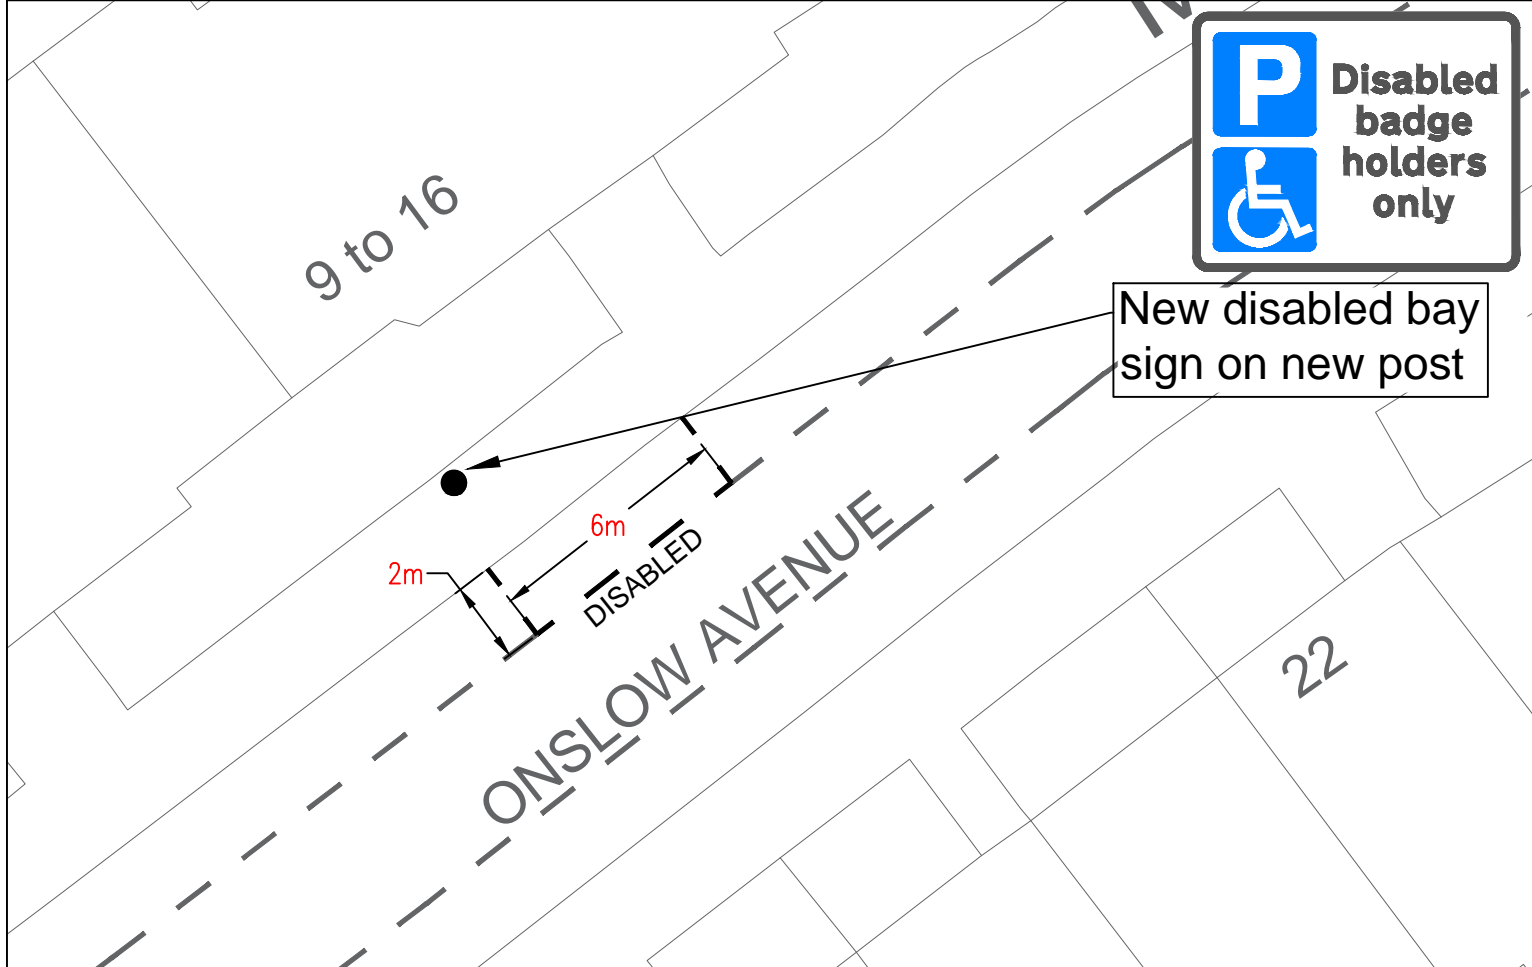 P
Disabled
badge
holders
only
New disabled bay
sign on new post
9 to 16
6m
2m
DISABLED
ONSLOW AVENUE
22